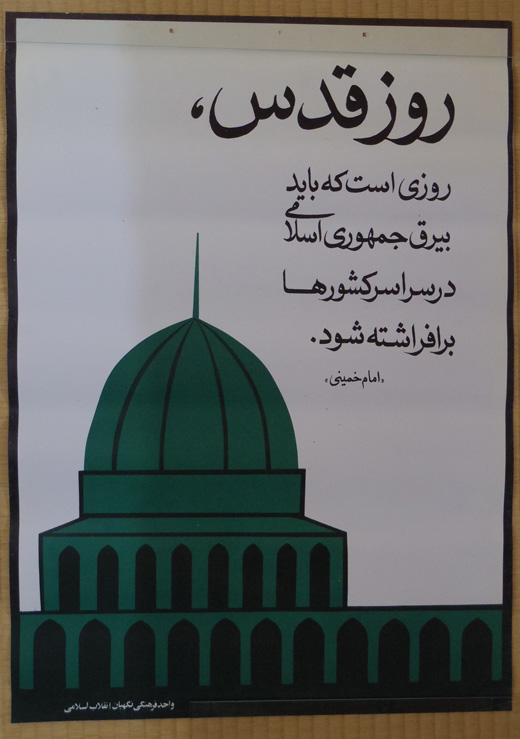 روز قدس،
روزی است که باید
بیرق جمهوری اسلامی
در سراسر کشورها
برافراشته شود.
«امام خمینی»
واحد فرهنگی نگهبان انقلاب اسلامی